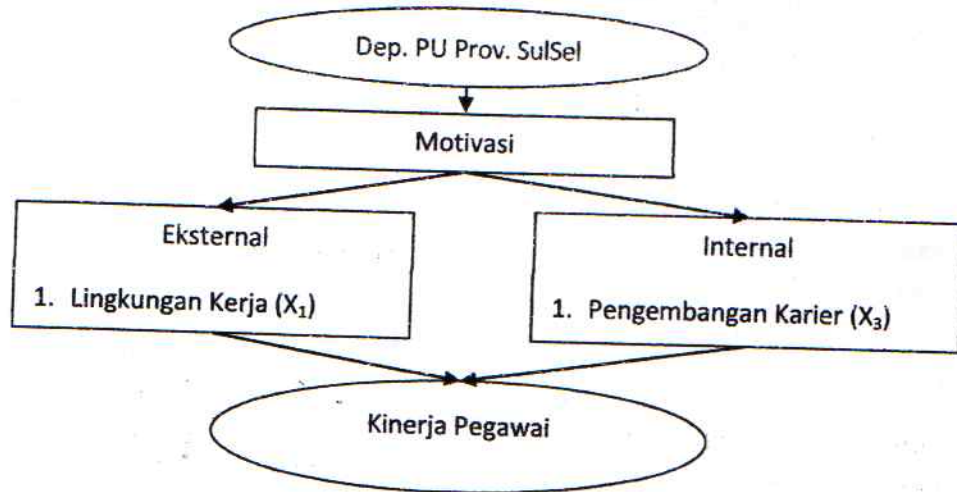 Dep. PU Prov. SulSel
Motivasi
Eksternal
1. Lingkungan Kerja (X₁)
Internal
1. Pengembangan Karier (X₃)
Kinerja Pegawai